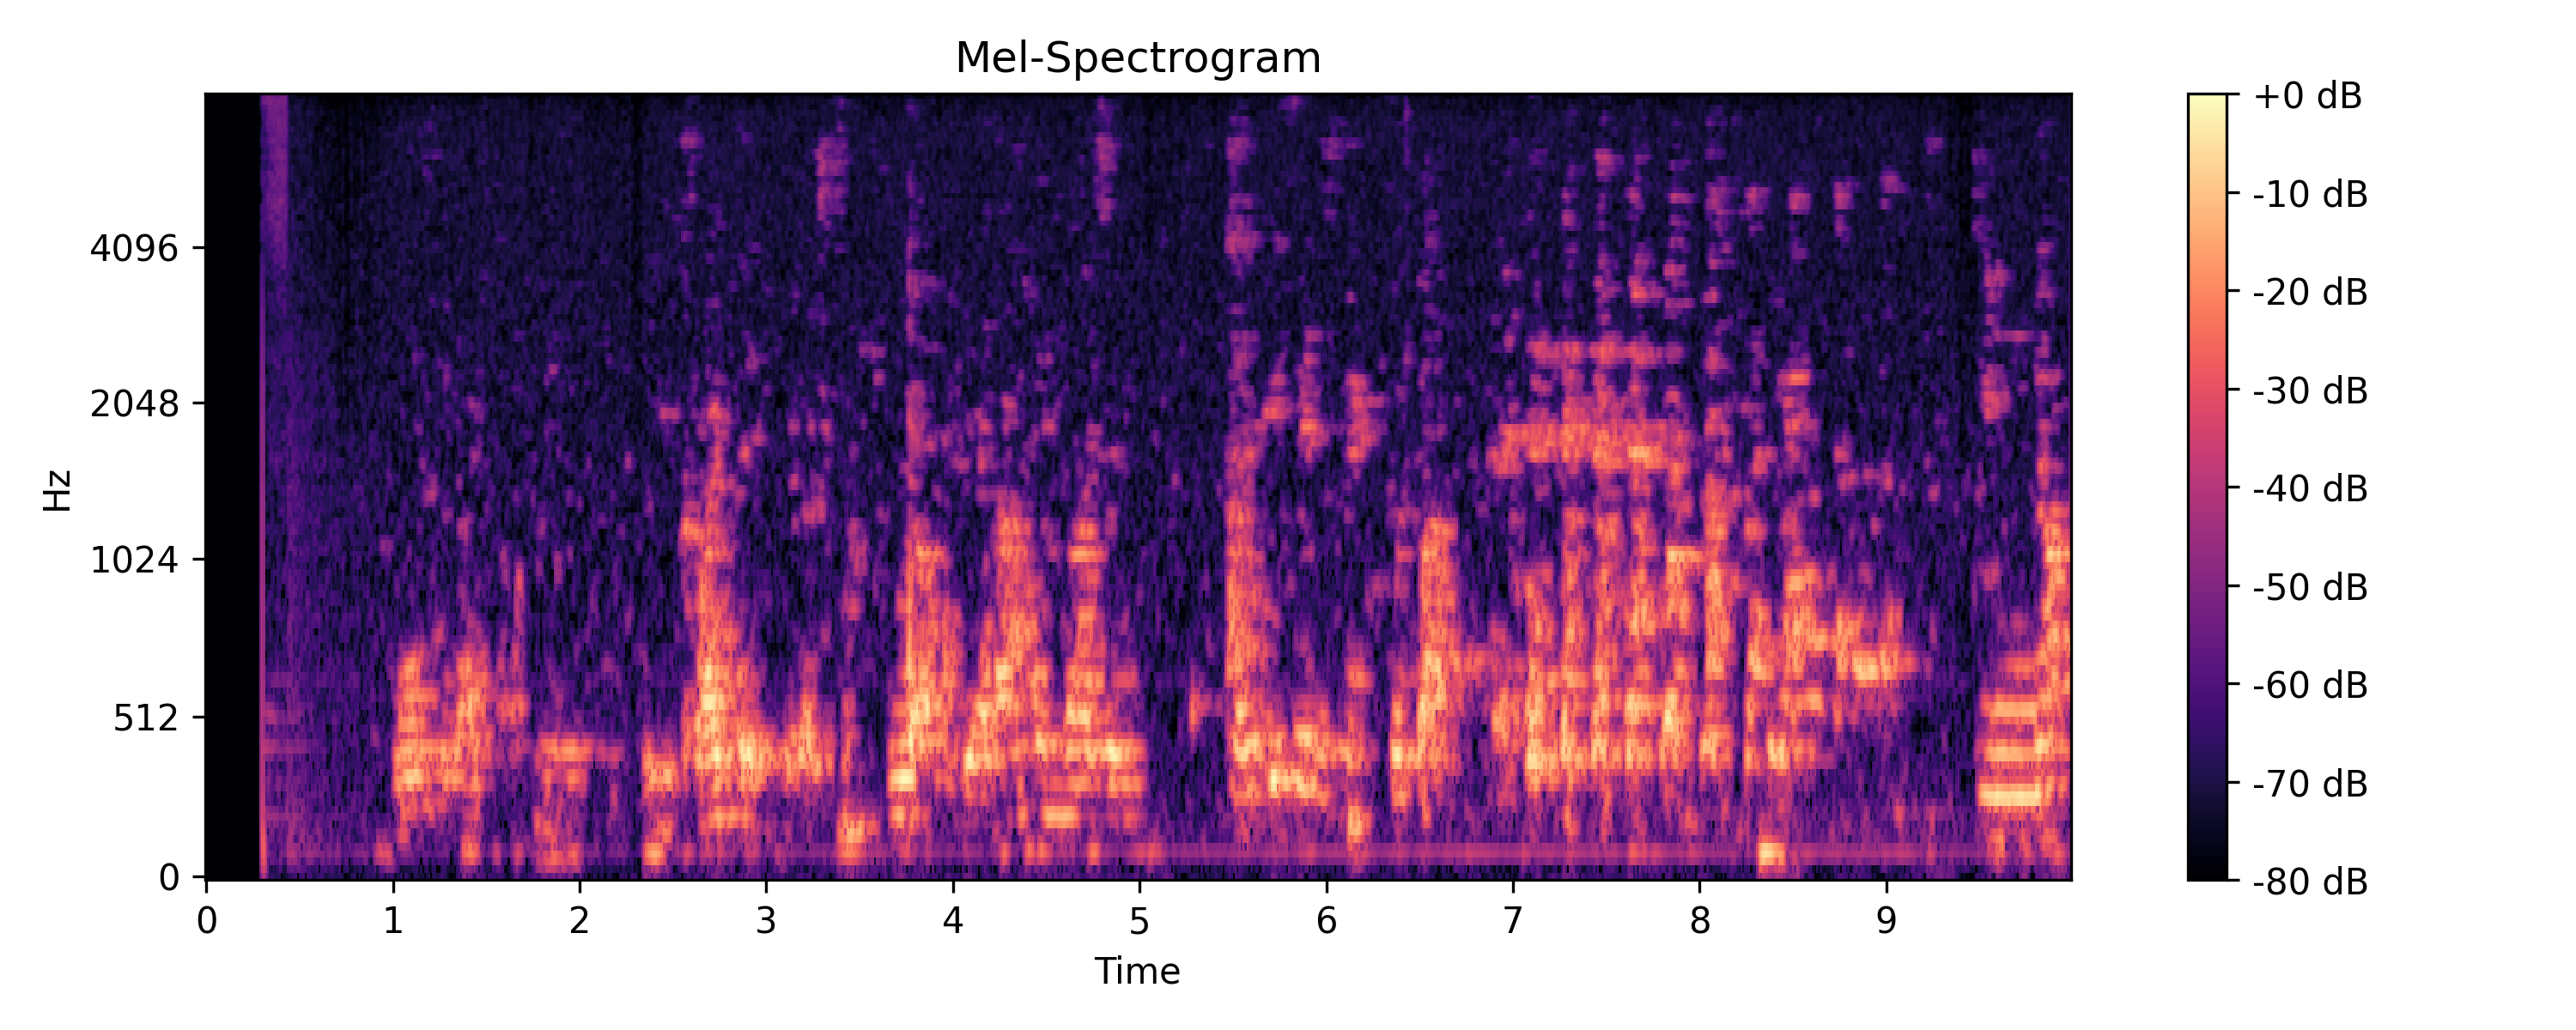 Mel-Spectrogram
+0 dB
-10 dB
-20 dB
-30 dB
-40 dB
-50 dB
-60 dB
-70 dB
-80 dB
Hz
4096
2048
1024
512
0
0 1 2 3 4 5 6 7 8 9
Time